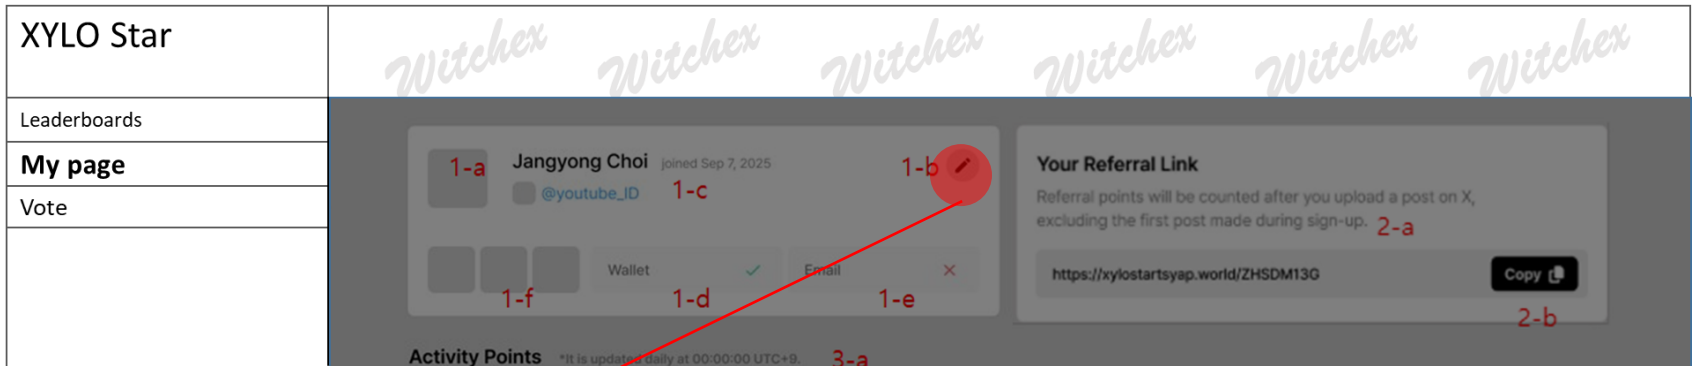 XYLO Star
Witchex Witchex Witchex Witchex Witchex Witchex
Leaderboards
My page
Vote
1-a
Jangyong Choi joined Sep 7, 2025
1-b
@youtube_ID 1-c
Wallet
Email
1-f 1-d 1-e
Your Referral Link
Referral points will be counted after you upload a post on X,
excluding the first post made during sign-up. 2-a
https://xylostartsyap.world/ZHSDM13G
Copy
2-b
Activity Points *It is updated daily at 00:00:00 UTC+9. 3-a